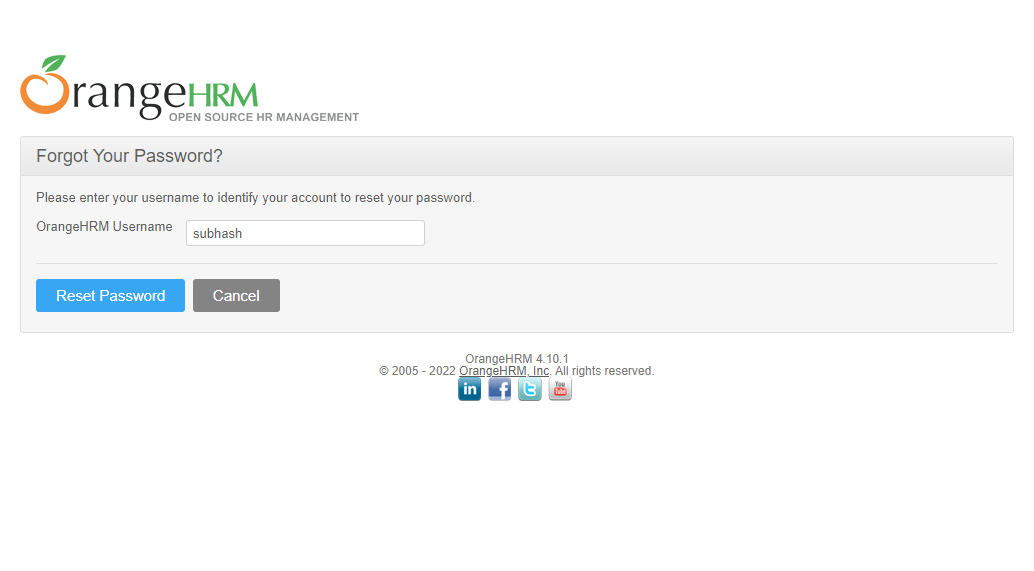 OrangeHRM
OPEN SOURCE HR MANAGEMENT
Forgot Your Password?
Please enter your username to identify your account to reset your password.
OrangeHRM Username subhash
Reset Password Cancel
OrangeHRM 4.10.1
© 2005 - 2022 OrangeHRM, Inc. All rights reserved.
in f t You Tube